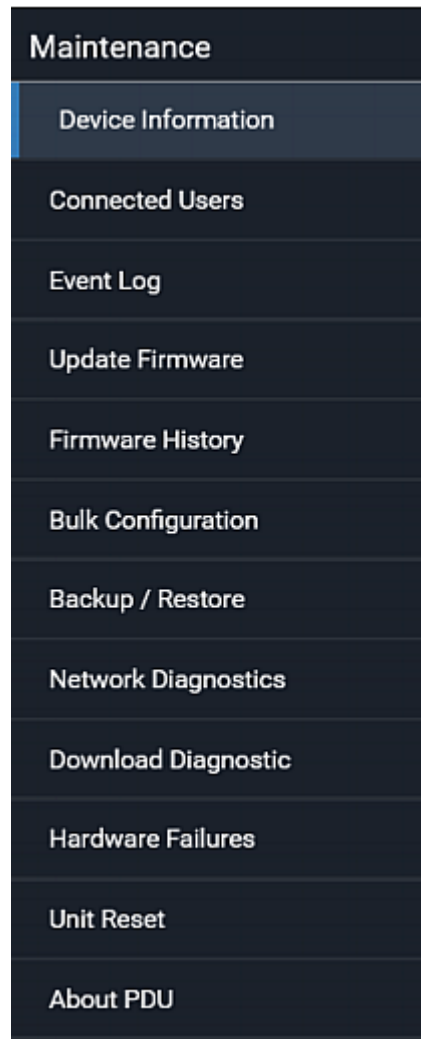 Maintenance
Device Information
Connected Users
Event Log
Update Firmware
Firmware History
Bulk Configuration
Backup / Restore
Network Diagnostics
Download Diagnostic
Hardware Failures
Unit Reset
About PDU